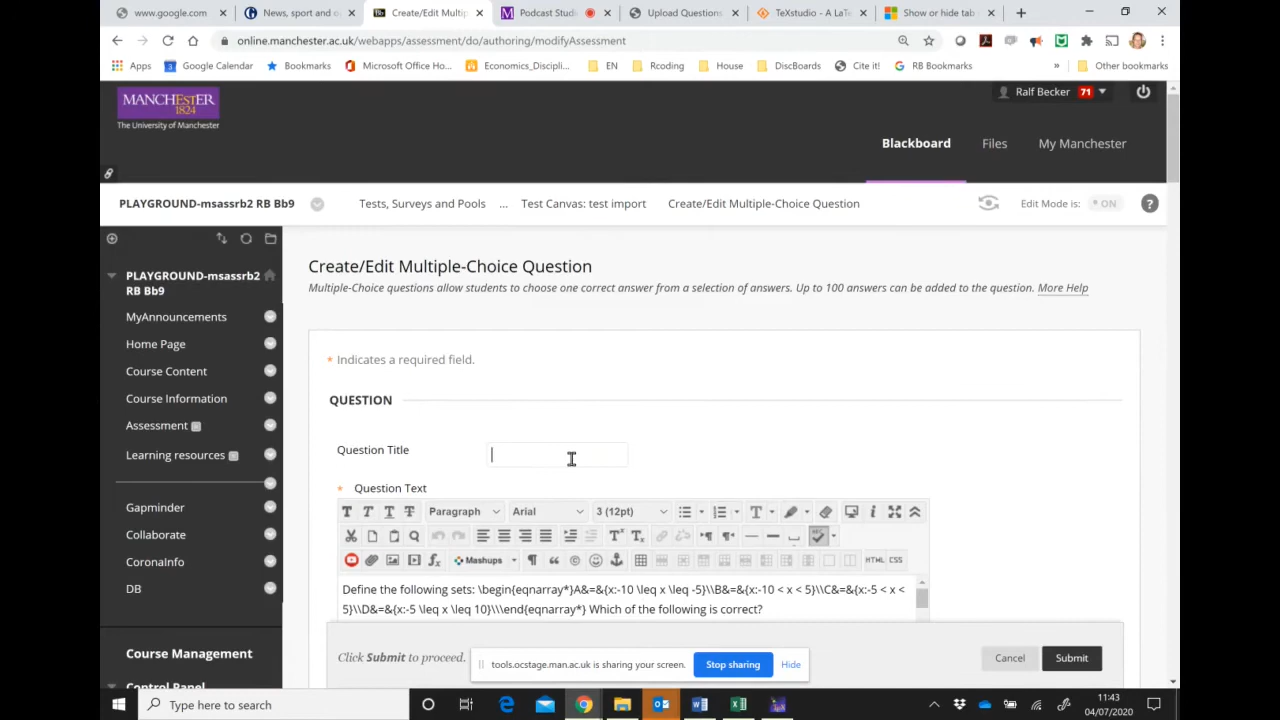 www.google.com
News, sport and o
Create/Edit Multip
Podcast Studi
Upload Questions
TeXstudio - A LaTe
Show or hide tab
online.manchester.ac.uk/webapps/assessment/do/authoring/modifyAssessment
Apps
Google Calendar
Bookmarks
Microsoft Office Ho...
Economics_Discipli...
EN
Rcoding
House
DiscBoards
Cite it!
RB Bookmarks
»
Other bookmarks
MANCHESTER
1824
The University of Manchester
Ralf Becker 71
Blackboard
Files
My Manchester
PLAYGROUND-msassrb2 RB Bb9
Tests, Surveys and Pools
...
Test Canvas: test import
Create/Edit Multiple-Choice Question
Edit Mode is: ON
?
PLAYGROUND-msassrb2
RB Bb9
MyAnnouncements
Home Page
Course Content
Course Information
Assessment
Learning resources
Gapminder
Collaborate
CoronaInfo
DB
Course Management
Control Panel
Create/Edit Multiple-Choice Question
Multiple-Choice questions allow students to choose one correct answer from a selection of answers. Up to 100 answers can be added to the question. More Help
* Indicates a required field.
QUESTION
Question Title
* Question Text
Paragraph
Arial
3 (12pt)
Mashups
HTML CSS
Define the following sets: \begin{eqnarray*}A&=&{x:-10 \leq x \leq -5}\\B&=&{x:-10 < x < 5}\\C&=&{x:-5 < x <
5}\\D&=&{x:-5 \leq x \leq 10}\\\end{eqnarray*} Which of the following is correct?
Click Submit to proceed.
tools.ocstage.man.ac.uk is sharing your screen.
Stop sharing
Hide
Cancel
Submit
Type here to search
11:43
04/07/2020